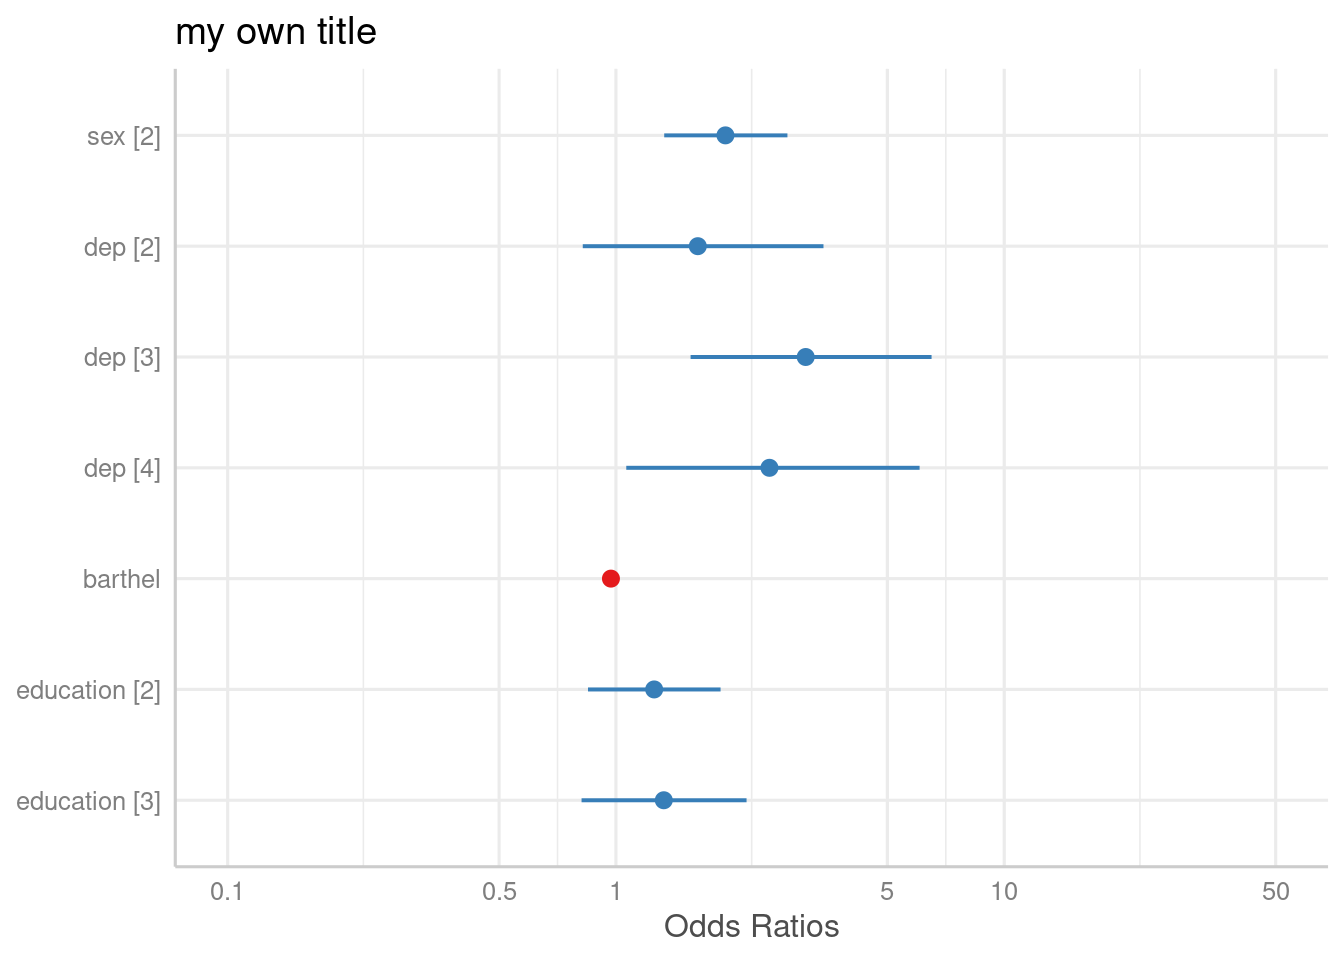 my own title
sex [2]
dep [2]
dep [3]
dep [4]
barthel
education [2]
education [3]
0.1 0.5 1 5 10 50
Odds Ratios